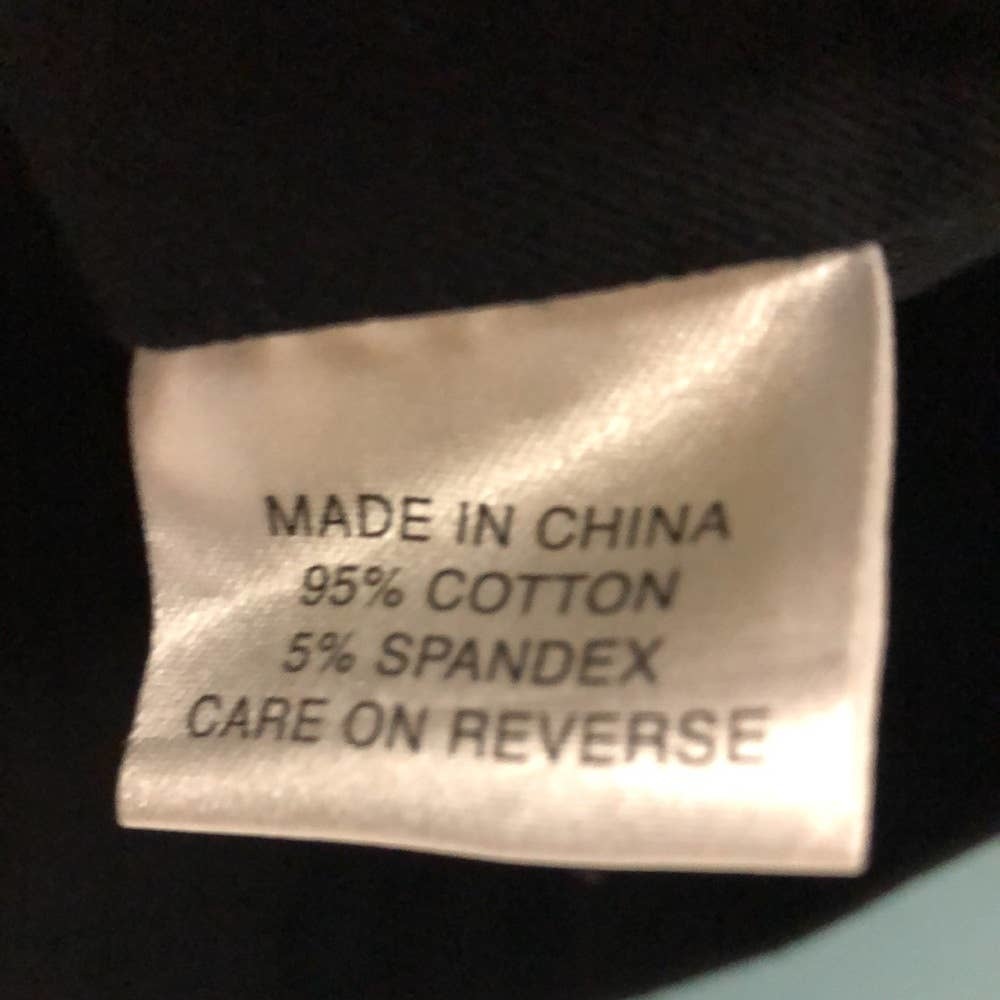 MADE IN CHINA
95% COTTON
5% SPANDEX
CARE ON REVERSE